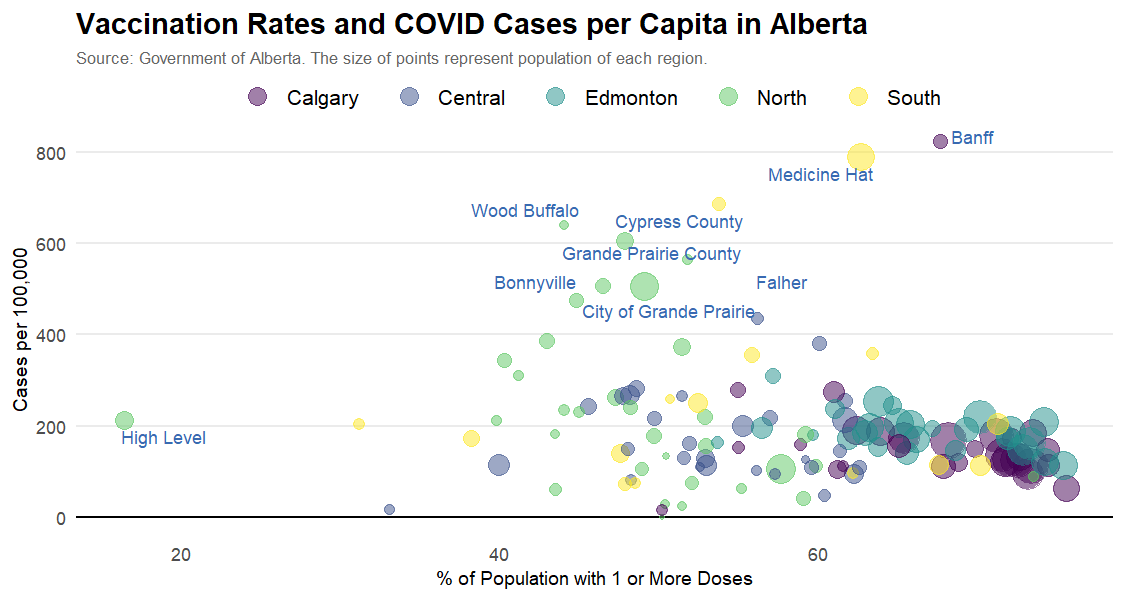 Vaccination Rates and COVID Cases per Capita in Alberta
Source: Government of Alberta. The size of points represent population of each region.
Calgary Central Edmonton North South
Banff
800
Medicine Hat
Wood Buffalo
Cypress County
600
Grande Prairie County
Bonnyville Falher
City of Grande Prairie
400
200
High Level
0
Cases per 100,000
20 40 60
% of Population with 1 or More Doses